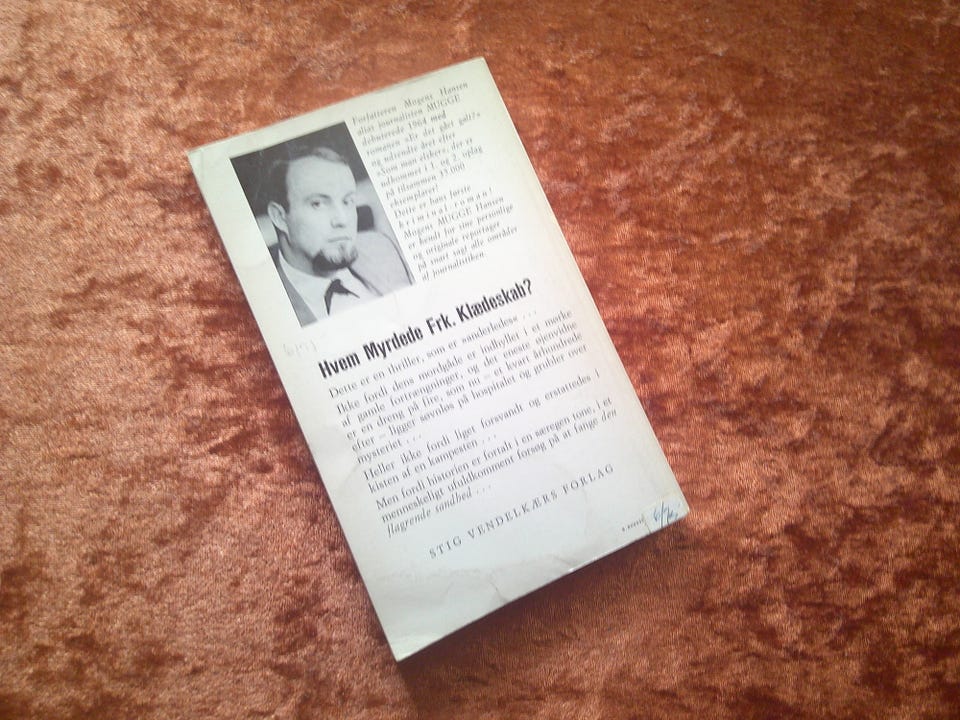 Forfatteren Mogens Hansen
alias journalisten MUGGE
debuterede 1964 med
romanen »Er det gået galt?«
og udsendte året efter
»Som man elsker«, der er
udkommet i 1. og 2. oplag
på tilsammen 35.000
eksemplarer!
Dette er hans første
kriminalroman!
Mogens MUGGE Hansen
er kendt for sine personlige
og originale reportager
på snart sagt alle områder
af journalistikken.
Hvem Myrdede Frk. Klædeskab?
Dette er en thriller, som er »anderledes« . . .
Ikke fordi dens mordgåde er indhyllet i et mørke
af gamle fortrængninger, og det eneste øjenvidne
er en dreng på fire, som nu – et kvart århundrede
efter – ligger søvnløs på hospitalet og grubler over
mysteriet . . .
Heller ikke fordi liget forsvandt og erstattedes i
kisten af en kampesten . . .
Men fordi historien er fortalt i en særegen tone, i et
menneskeligt ufuldkomment forsøg på at fange den
flagrende sandhed . . .
STIG VENDELKÆRS FORLAG